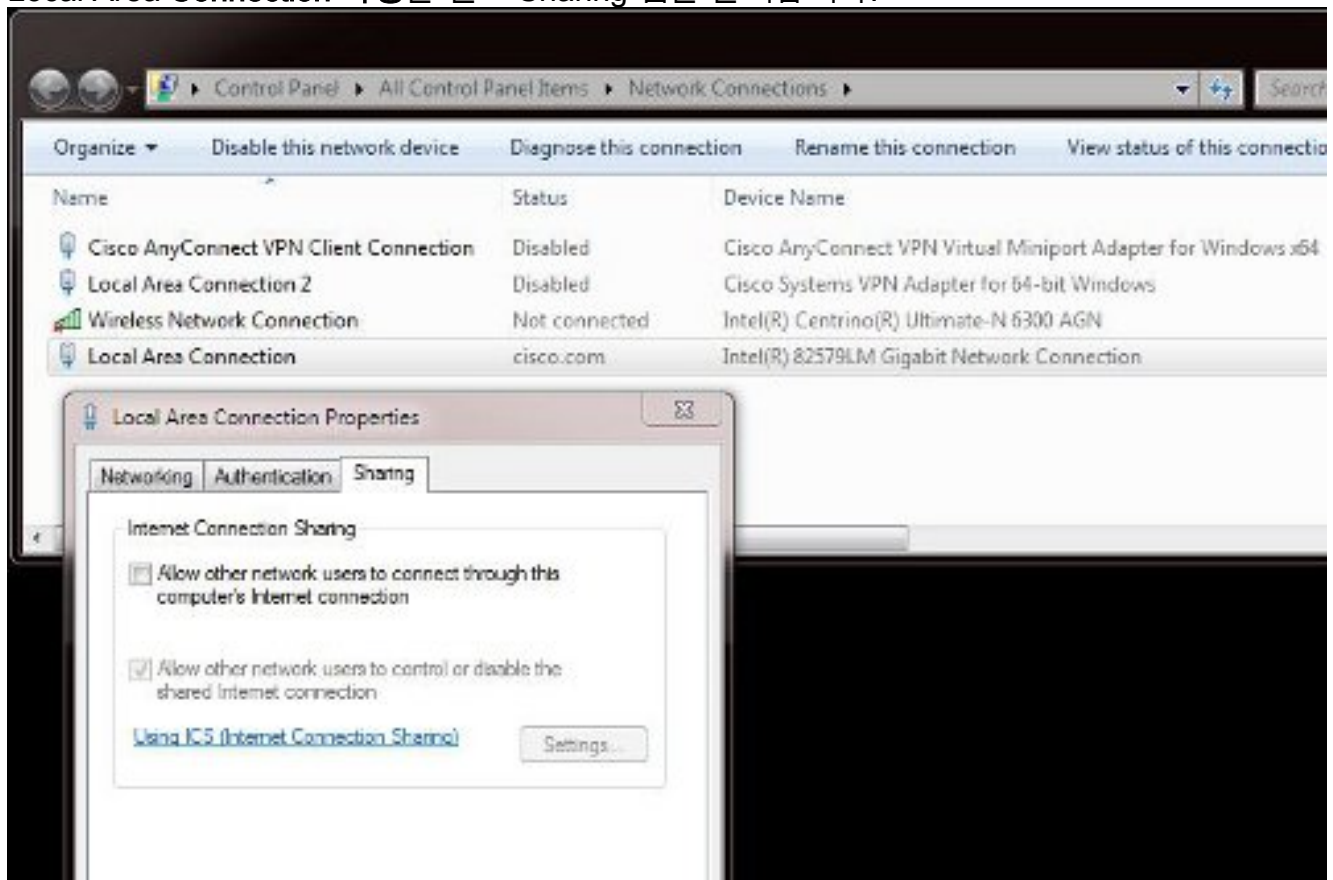 Control Panel ▸ All Control Panel Items ▸ Network Connections ▸ Search
Organize ▾ Disable this network device Diagnose this connection Rename this connection View status of this connectio
Name Status Device Name
Cisco AnyConnect VPN Client Connection Disabled Cisco AnyConnect VPN Virtual Miniport Adapter for Windows x64
Local Area Connection 2 Disabled Cisco Systems VPN Adapter for 64-bit Windows
Wireless Network Connection Not connected Intel(R) Centrino(R) Ultimate-N 6300 AGN
Local Area Connection cisco.com Intel(R) 82579LM Gigabit Network Connection
Local Area Connection Properties
Networking Authentication Sharing
Internet Connection Sharing
Allow other network users to connect through this
computer's Internet connection
Allow other network users to control or disable the
shared Internet connection
Using ICS (Internet Connection Sharing) Settings...